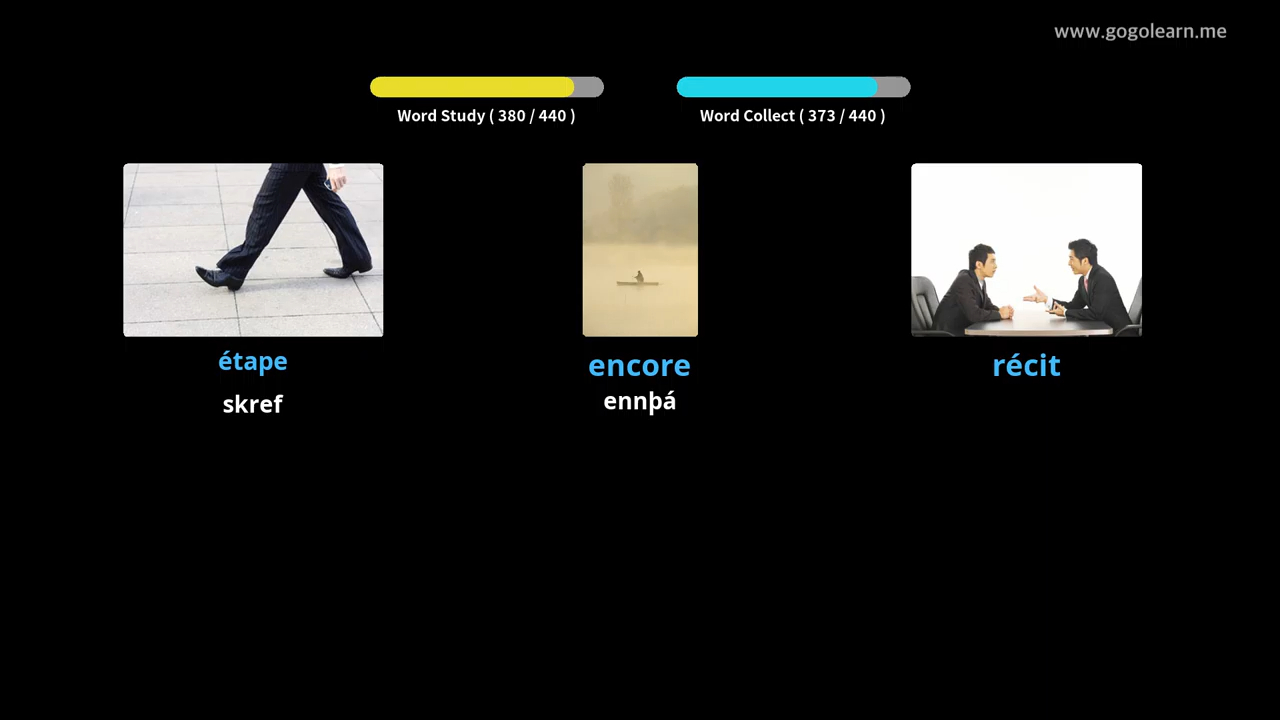 www.gogolearn.me
Word Study ( 380 / 440 )
Word Collect ( 373 / 440 )
étape
encore
récit
skref
ennþá